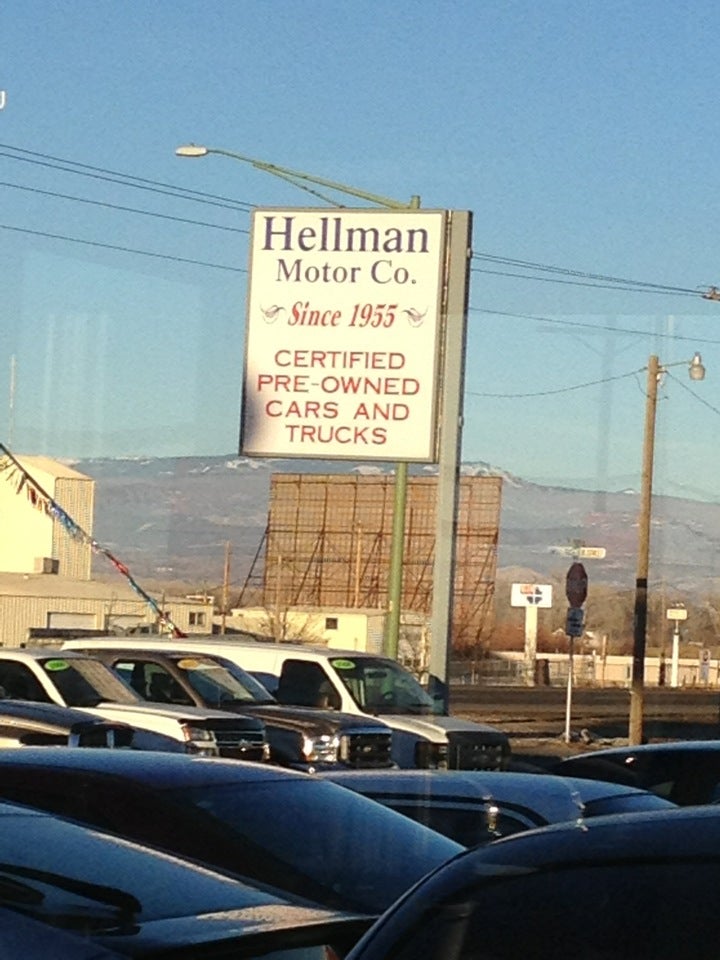 Hellman
Motor Co.
Since 1955
CERTIFIED
PRE-OWNED
CARS AND
TRUCKS